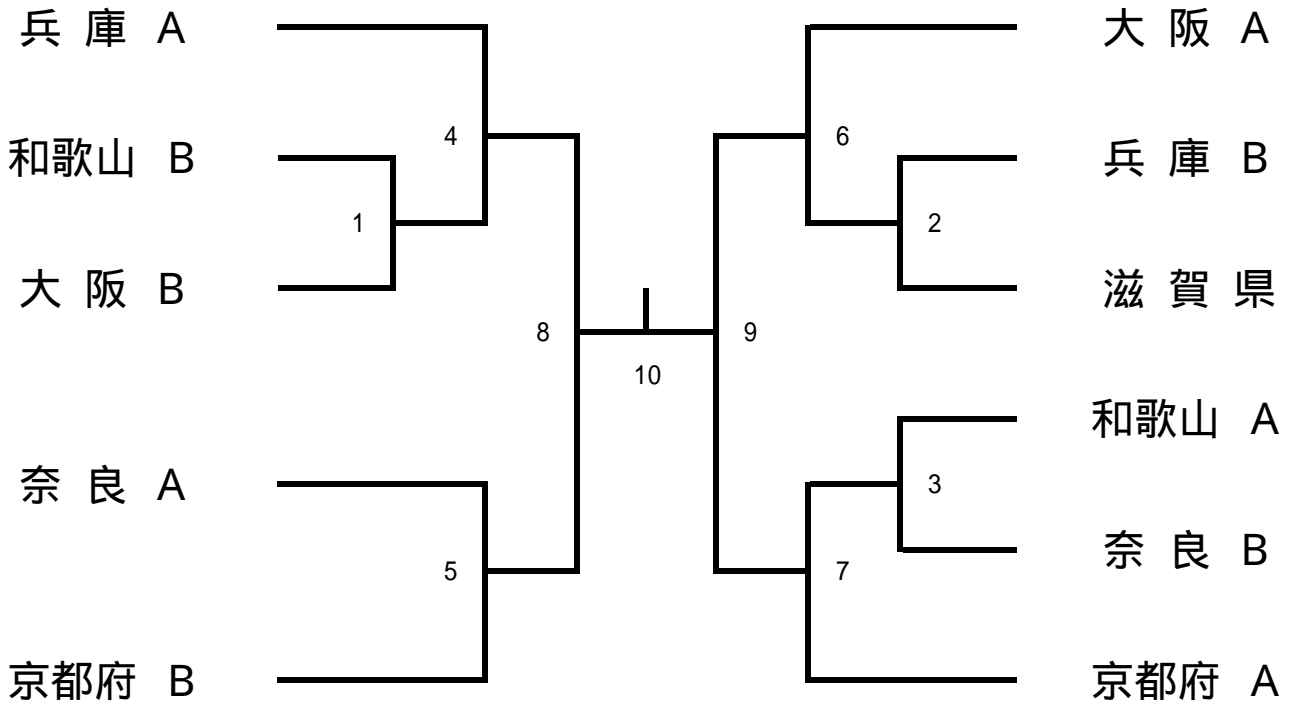 兵 庫 A
和歌山 B
大 阪 B
奈 良 A
京都府 B
4
1
8
5
10
9
6
2
3
7
大 阪 A
兵 庫 B
滋 賀 県
和歌山 A
奈 良 B
京都府 A